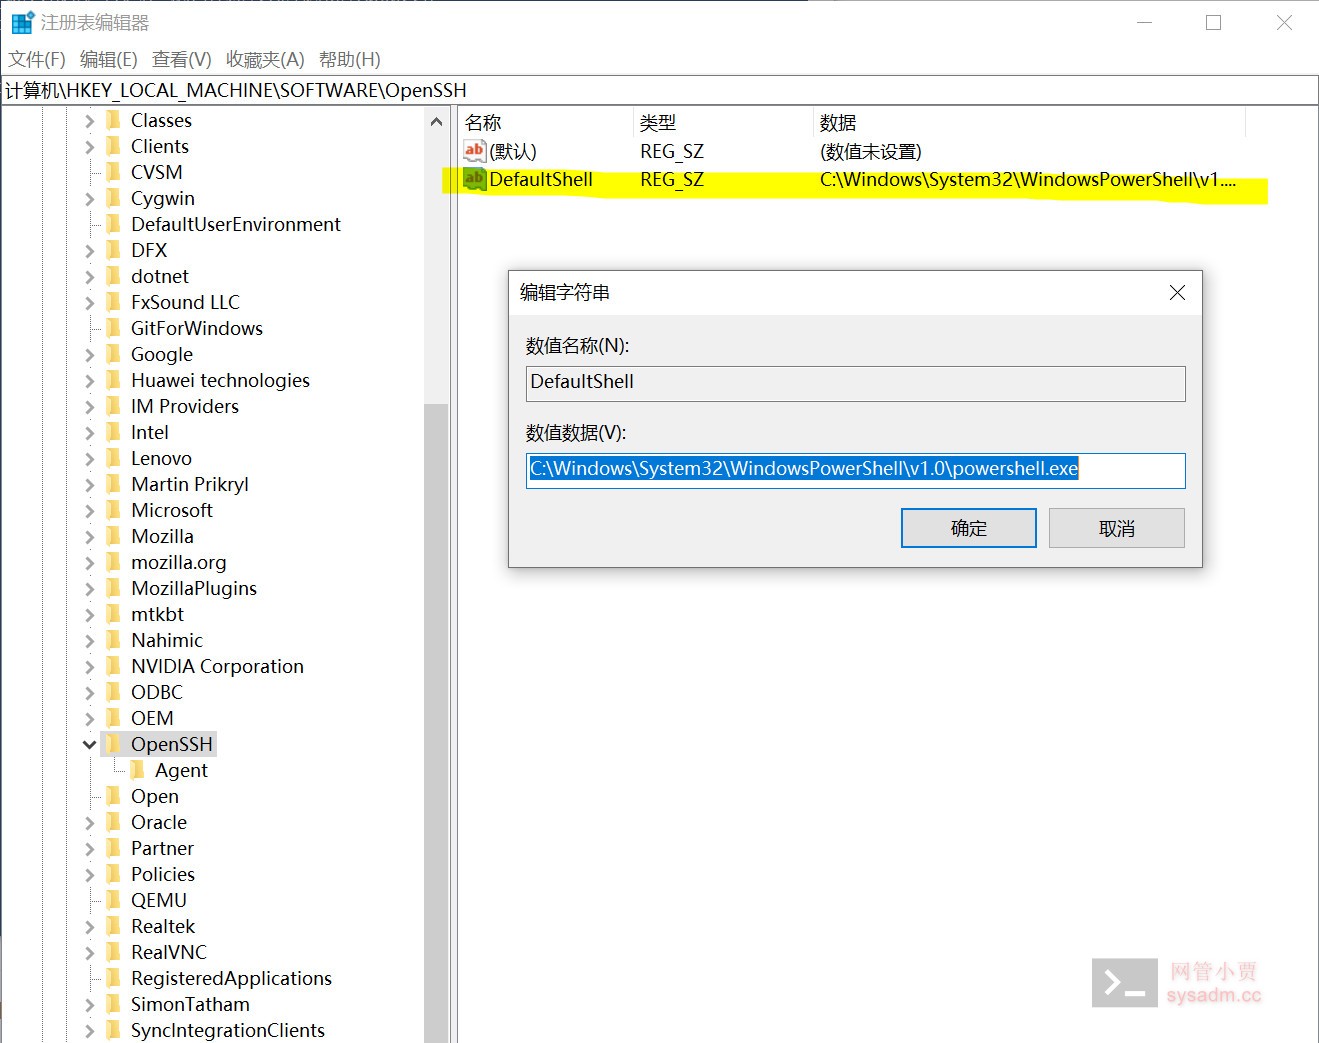 注册表编辑器
文件(F) 编辑(E) 查看(V) 收藏夹(A) 帮助(H)
计算机\HKEY_LOCAL_MACHINE\SOFTWARE\OpenSSH
Classes
Clients
CVSM
Cygwin
DefaultUserEnvironment
DFX
dotnet
FxSound LLC
GitForWindows
Google
Huawei technologies
IM Providers
Intel
Lenovo
Martin Prikryl
Microsoft
Mozilla
mozilla.org
MozillaPlugins
mtkbt
Nahimic
NVIDIA Corporation
ODBC
OEM
OpenSSH
Agent
Open
Oracle
Partner
Policies
QEMU
Realtek
RealVNC
RegisteredApplications
SimonTatham
SyncIntegrationClients
名称 类型 数据
ab (默认) REG_SZ (数值未设置)
ab DefaultShell REG_SZ C:\Windows\System32\WindowsPowerShell\v1....
编辑字符串
数值名称(N):
DefaultShell
数值数据(V):
C:\Windows\System32\WindowsPowerShell\v1.0\powershell.exe
确定 取消
网管小贾
sysadm.cc